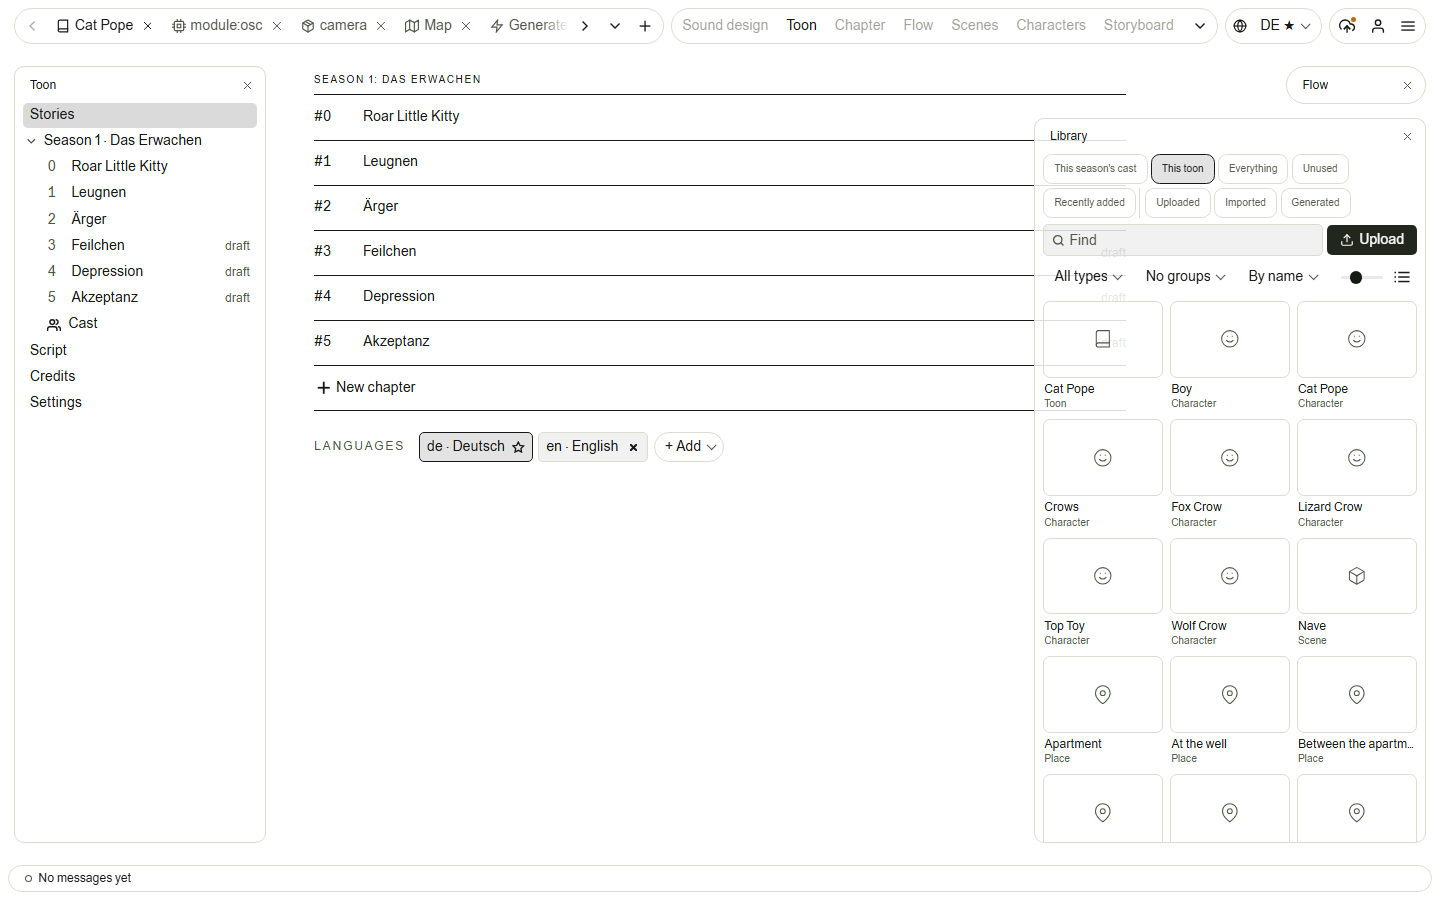 Cat Pope
module:osc
camera
Map
Generate
Sound design
Toon
Chapter
Flow
Scenes
Characters
Storyboard
DE ★
Toon
Stories
Season 1 · Das Erwachen
0 Roar Little Kitty
1 Leugnen
2 Ärger
3 Feilchen draft
4 Depression draft
5 Akzeptanz draft
Cast
Script
Credits
Settings
SEASON 1: DAS ERWACHEN
#0 Roar Little Kitty
#1 Leugnen
#2 Ärger
#3 Feilchen draft
#4 Depression draft
#5 Akzeptanz draft
New chapter
LANGUAGES de · Deutsch en · English + Add
Flow
Library
This season's cast This toon Everything Unused
Recently added Uploaded Imported Generated
Find Upload
All types No groups By name
Cat Pope Boy Cat Pope
Toon Character Character
Crows Fox Crow Lizard Crow
Character Character Character
Top Toy Wolf Crow Nave
Character Character Scene
Apartment At the well Between the apartm…
Place Place Place
No messages yet